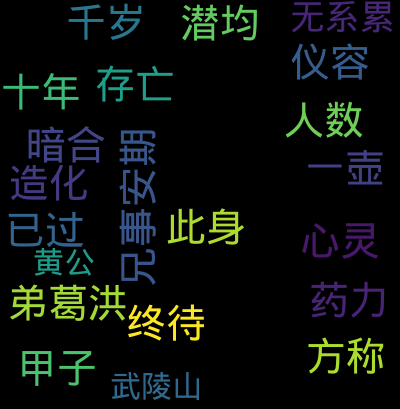 千岁
潜均
无系累
仪容
十年
存亡
人数
暗合
一壶
造化
兄事安期
已过
此身
心灵
黄公
弟葛洪
终待
药力
甲子
方称
武陵山